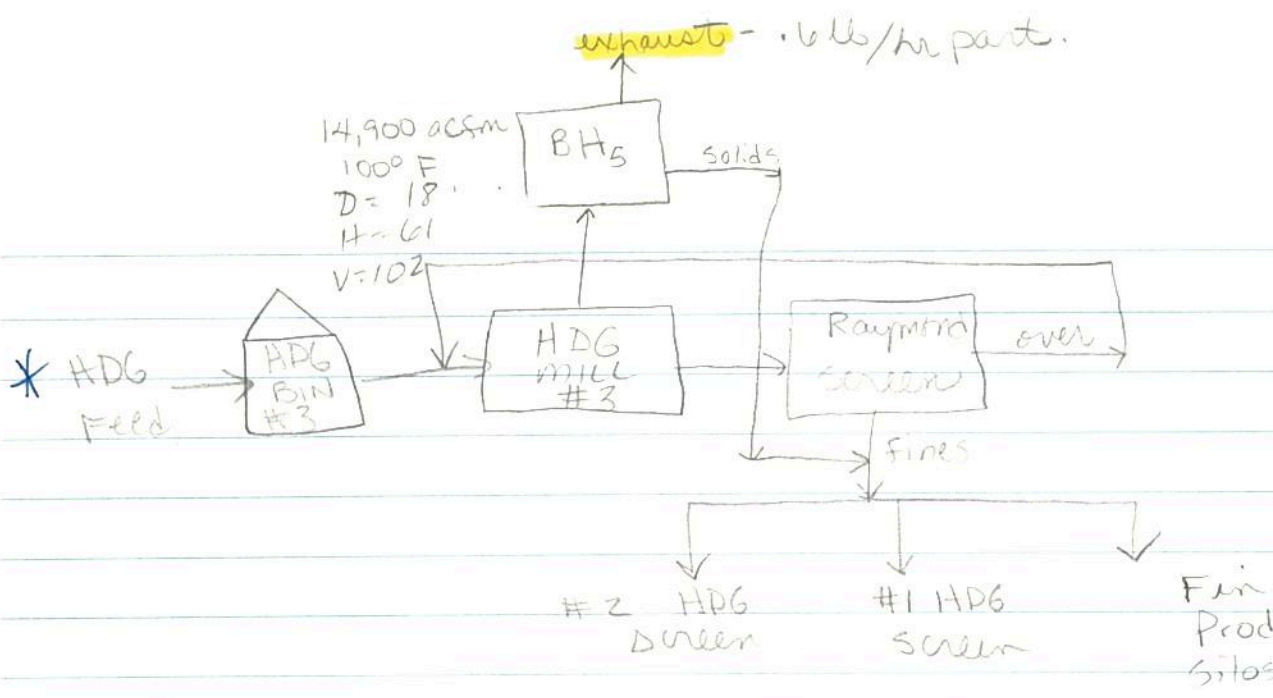 exhaust - .6 lb/hr part.
14,900 acfm
100° F
D= 18
H- 61
V=102
BH5
solids
* HDG
Feed
HDG
BIN
#3
HDG
MILL
#3
Raymond
screen
over
fines
#2 HDG
screen
#1 HDG
screen
Fin
Prod
Silos